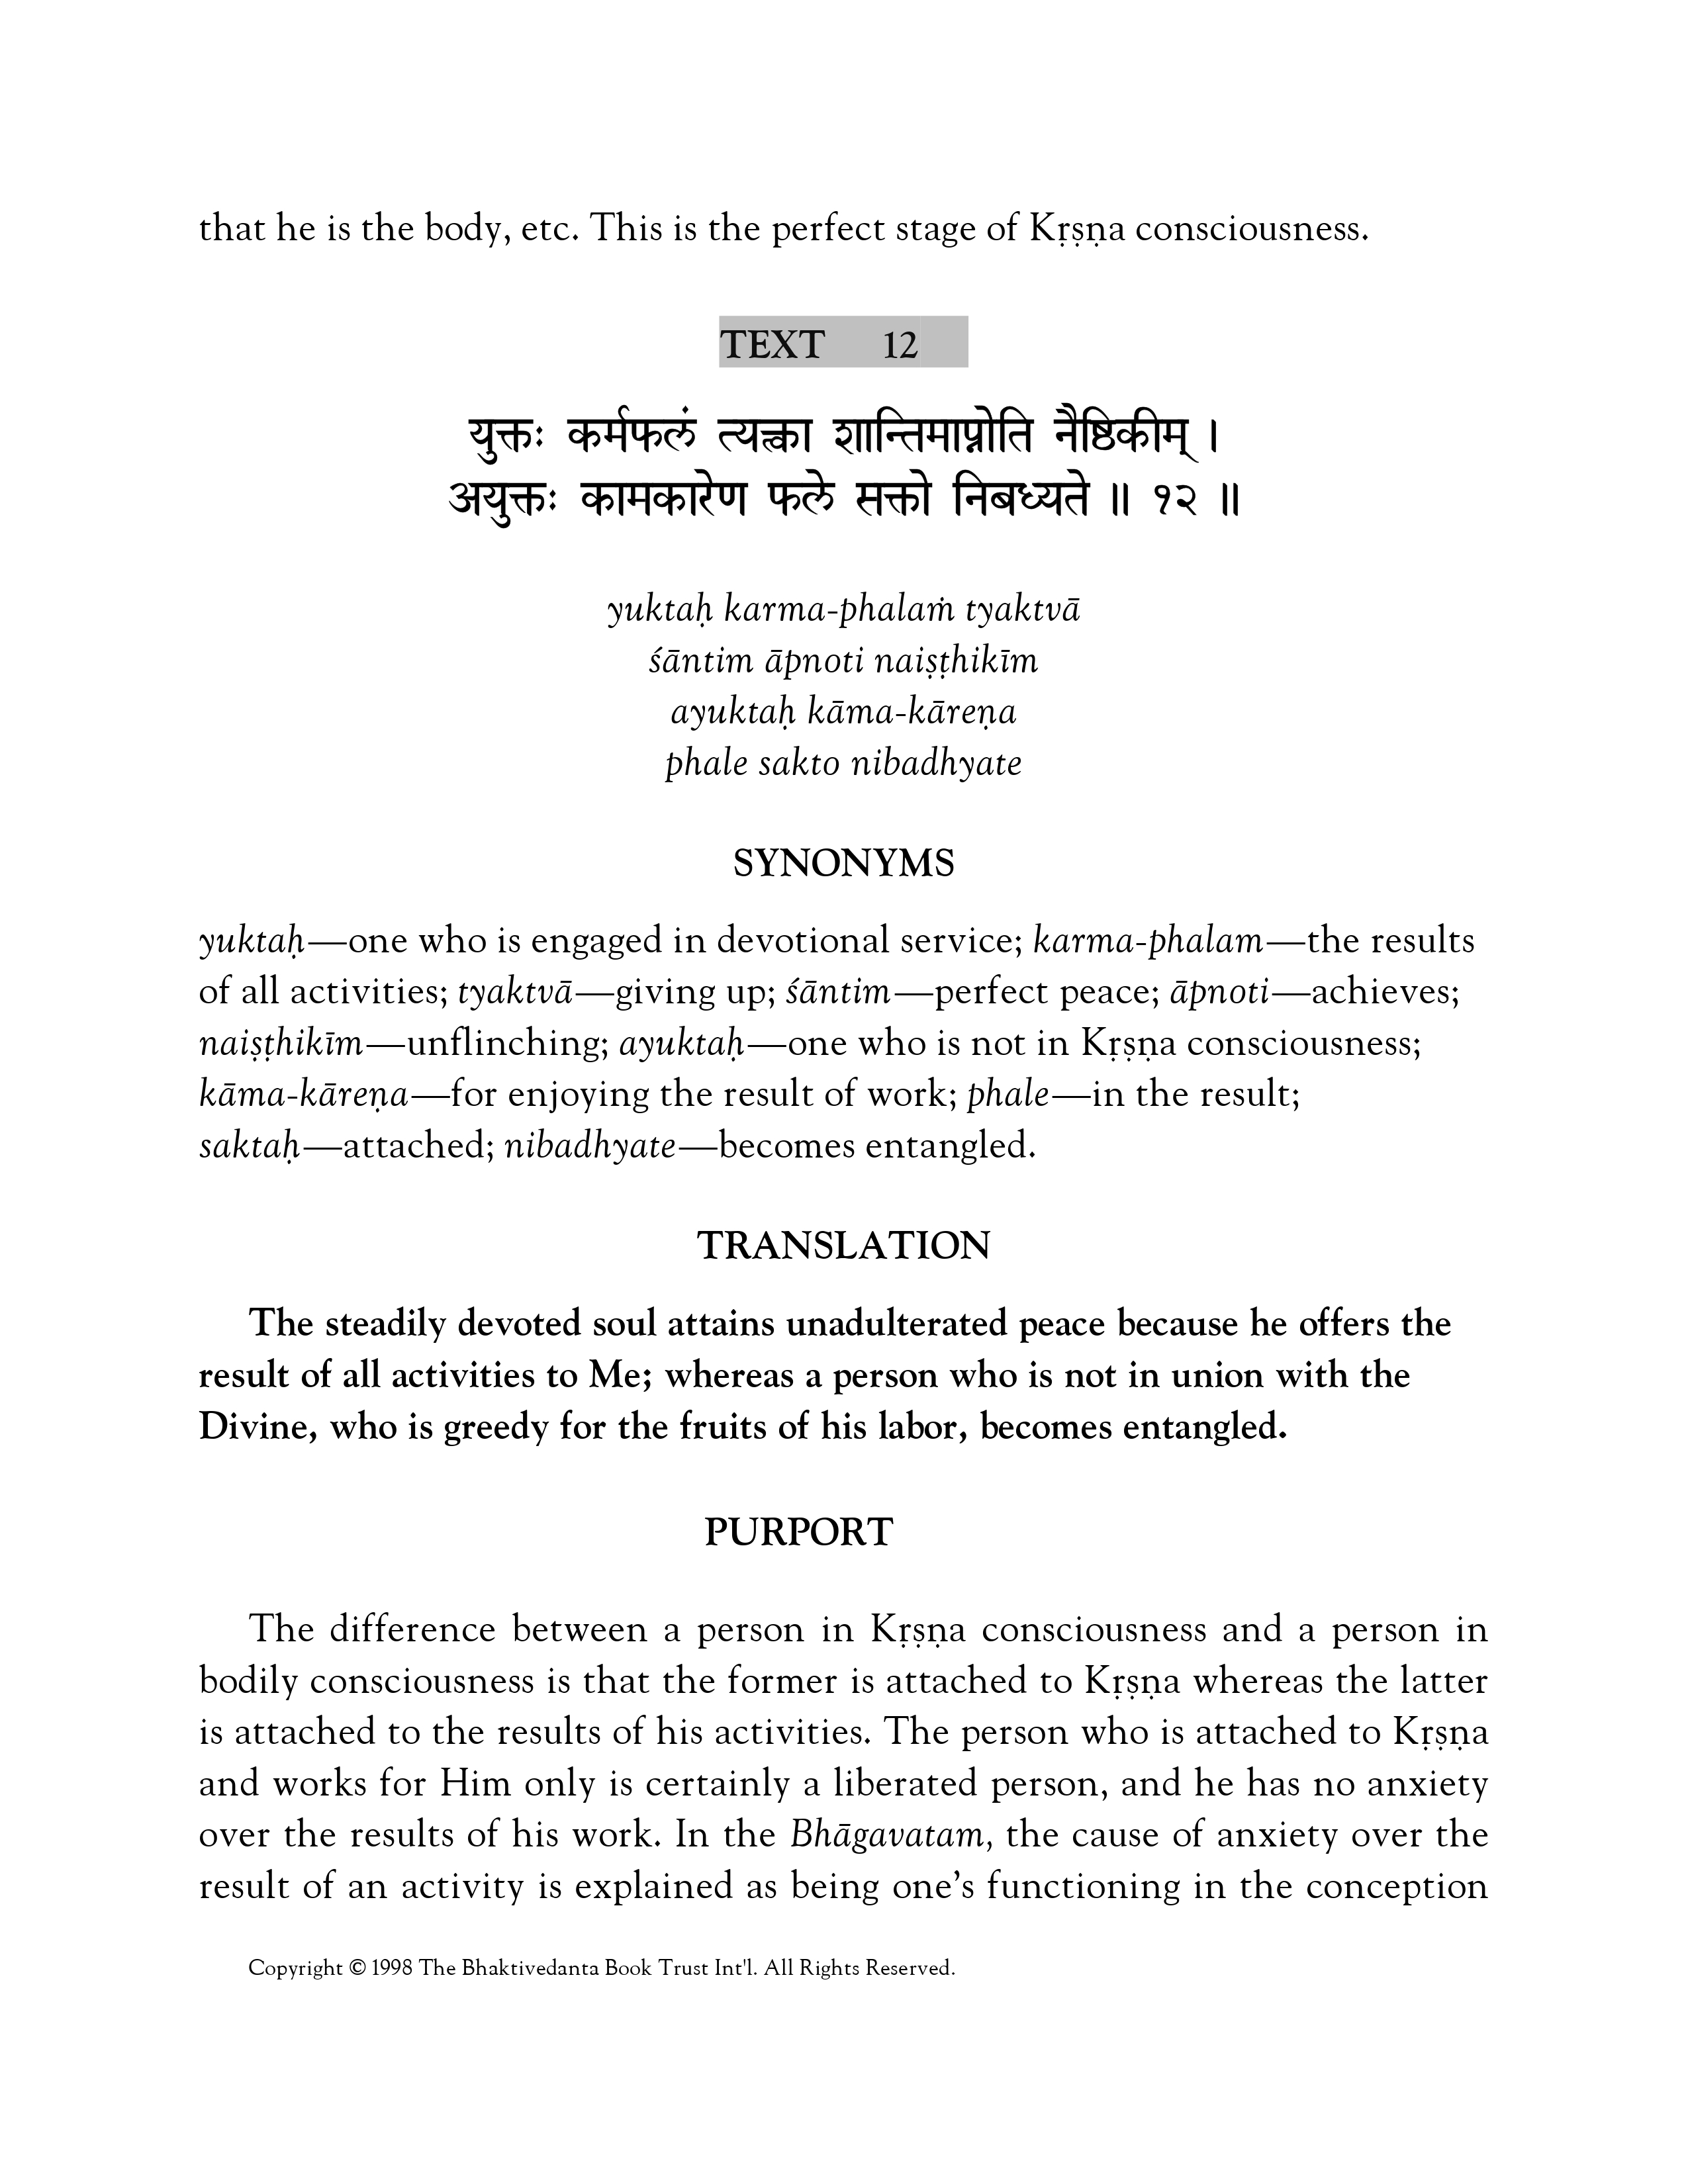 that he is the body, etc. This is the perfect stage of Kṛṣṇa consciousness.
TEXT 12
युक्तः कर्मफलं त्यक्त्वा शान्तिमाप्नोति नैष्ठिकीम् ।
अयुक्तः कामकारेण फले सक्तो निबध्यते ॥ १२ ॥
yuktaḥ karma-phalaṁ tyaktvā
śāntim āpnoti naiṣṭhikīm
ayuktaḥ kāma-kāreṇa
phale sakto nibadhyate
SYNONYMS
yuktaḥ—one who is engaged in devotional service; karma-phalam—the results
of all activities; tyaktvā—giving up; śāntim—perfect peace; āpnoti—achieves;
naiṣṭhikīm—unflinching; ayuktaḥ—one who is not in Kṛṣṇa consciousness;
kāma-kāreṇa—for enjoying the result of work; phale—in the result;
saktaḥ—attached; nibadhyate—becomes entangled.
TRANSLATION
The steadily devoted soul attains unadulterated peace because he offers the
result of all activities to Me; whereas a person who is not in union with the
Divine, who is greedy for the fruits of his labor, becomes entangled.
PURPORT
The difference between a person in Kṛṣṇa consciousness and a person in
bodily consciousness is that the former is attached to Kṛṣṇa whereas the latter
is attached to the results of his activities. The person who is attached to Kṛṣṇa
and works for Him only is certainly a liberated person, and he has no anxiety
over the results of his work. In the Bhāgavatam, the cause of anxiety over the
result of an activity is explained as being one’s functioning in the conception
Copyright © 1998 The Bhaktivedanta Book Trust Int'l. All Rights Reserved.